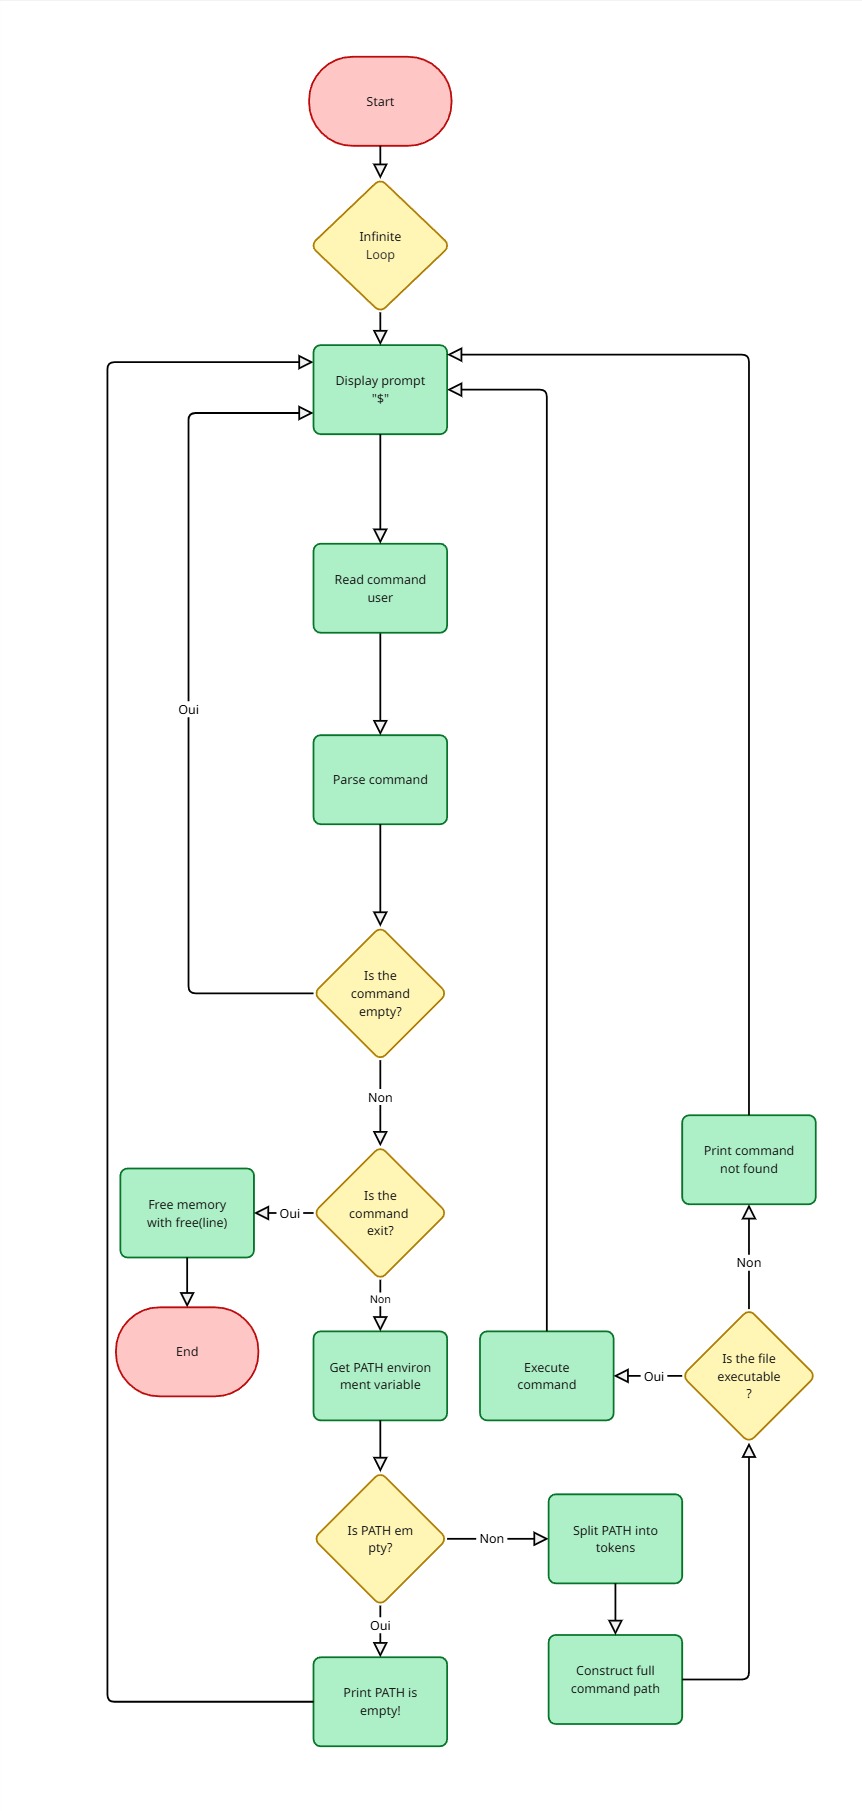 Start
Infinite
Loop
Display prompt
"$"
Read command
user
Oui
Parse command
Is the
command
empty?
Non
Print command
not found
Free memory
with free(line)
Oui
Is the
command
exit?
Non
Non
End
Get PATH environ
ment variable
Execute
command
Oui
Is the file
executable
?
Is PATH em
pty?
Non
Split PATH into
tokens
Oui
Print PATH is
empty!
Construct full
command path